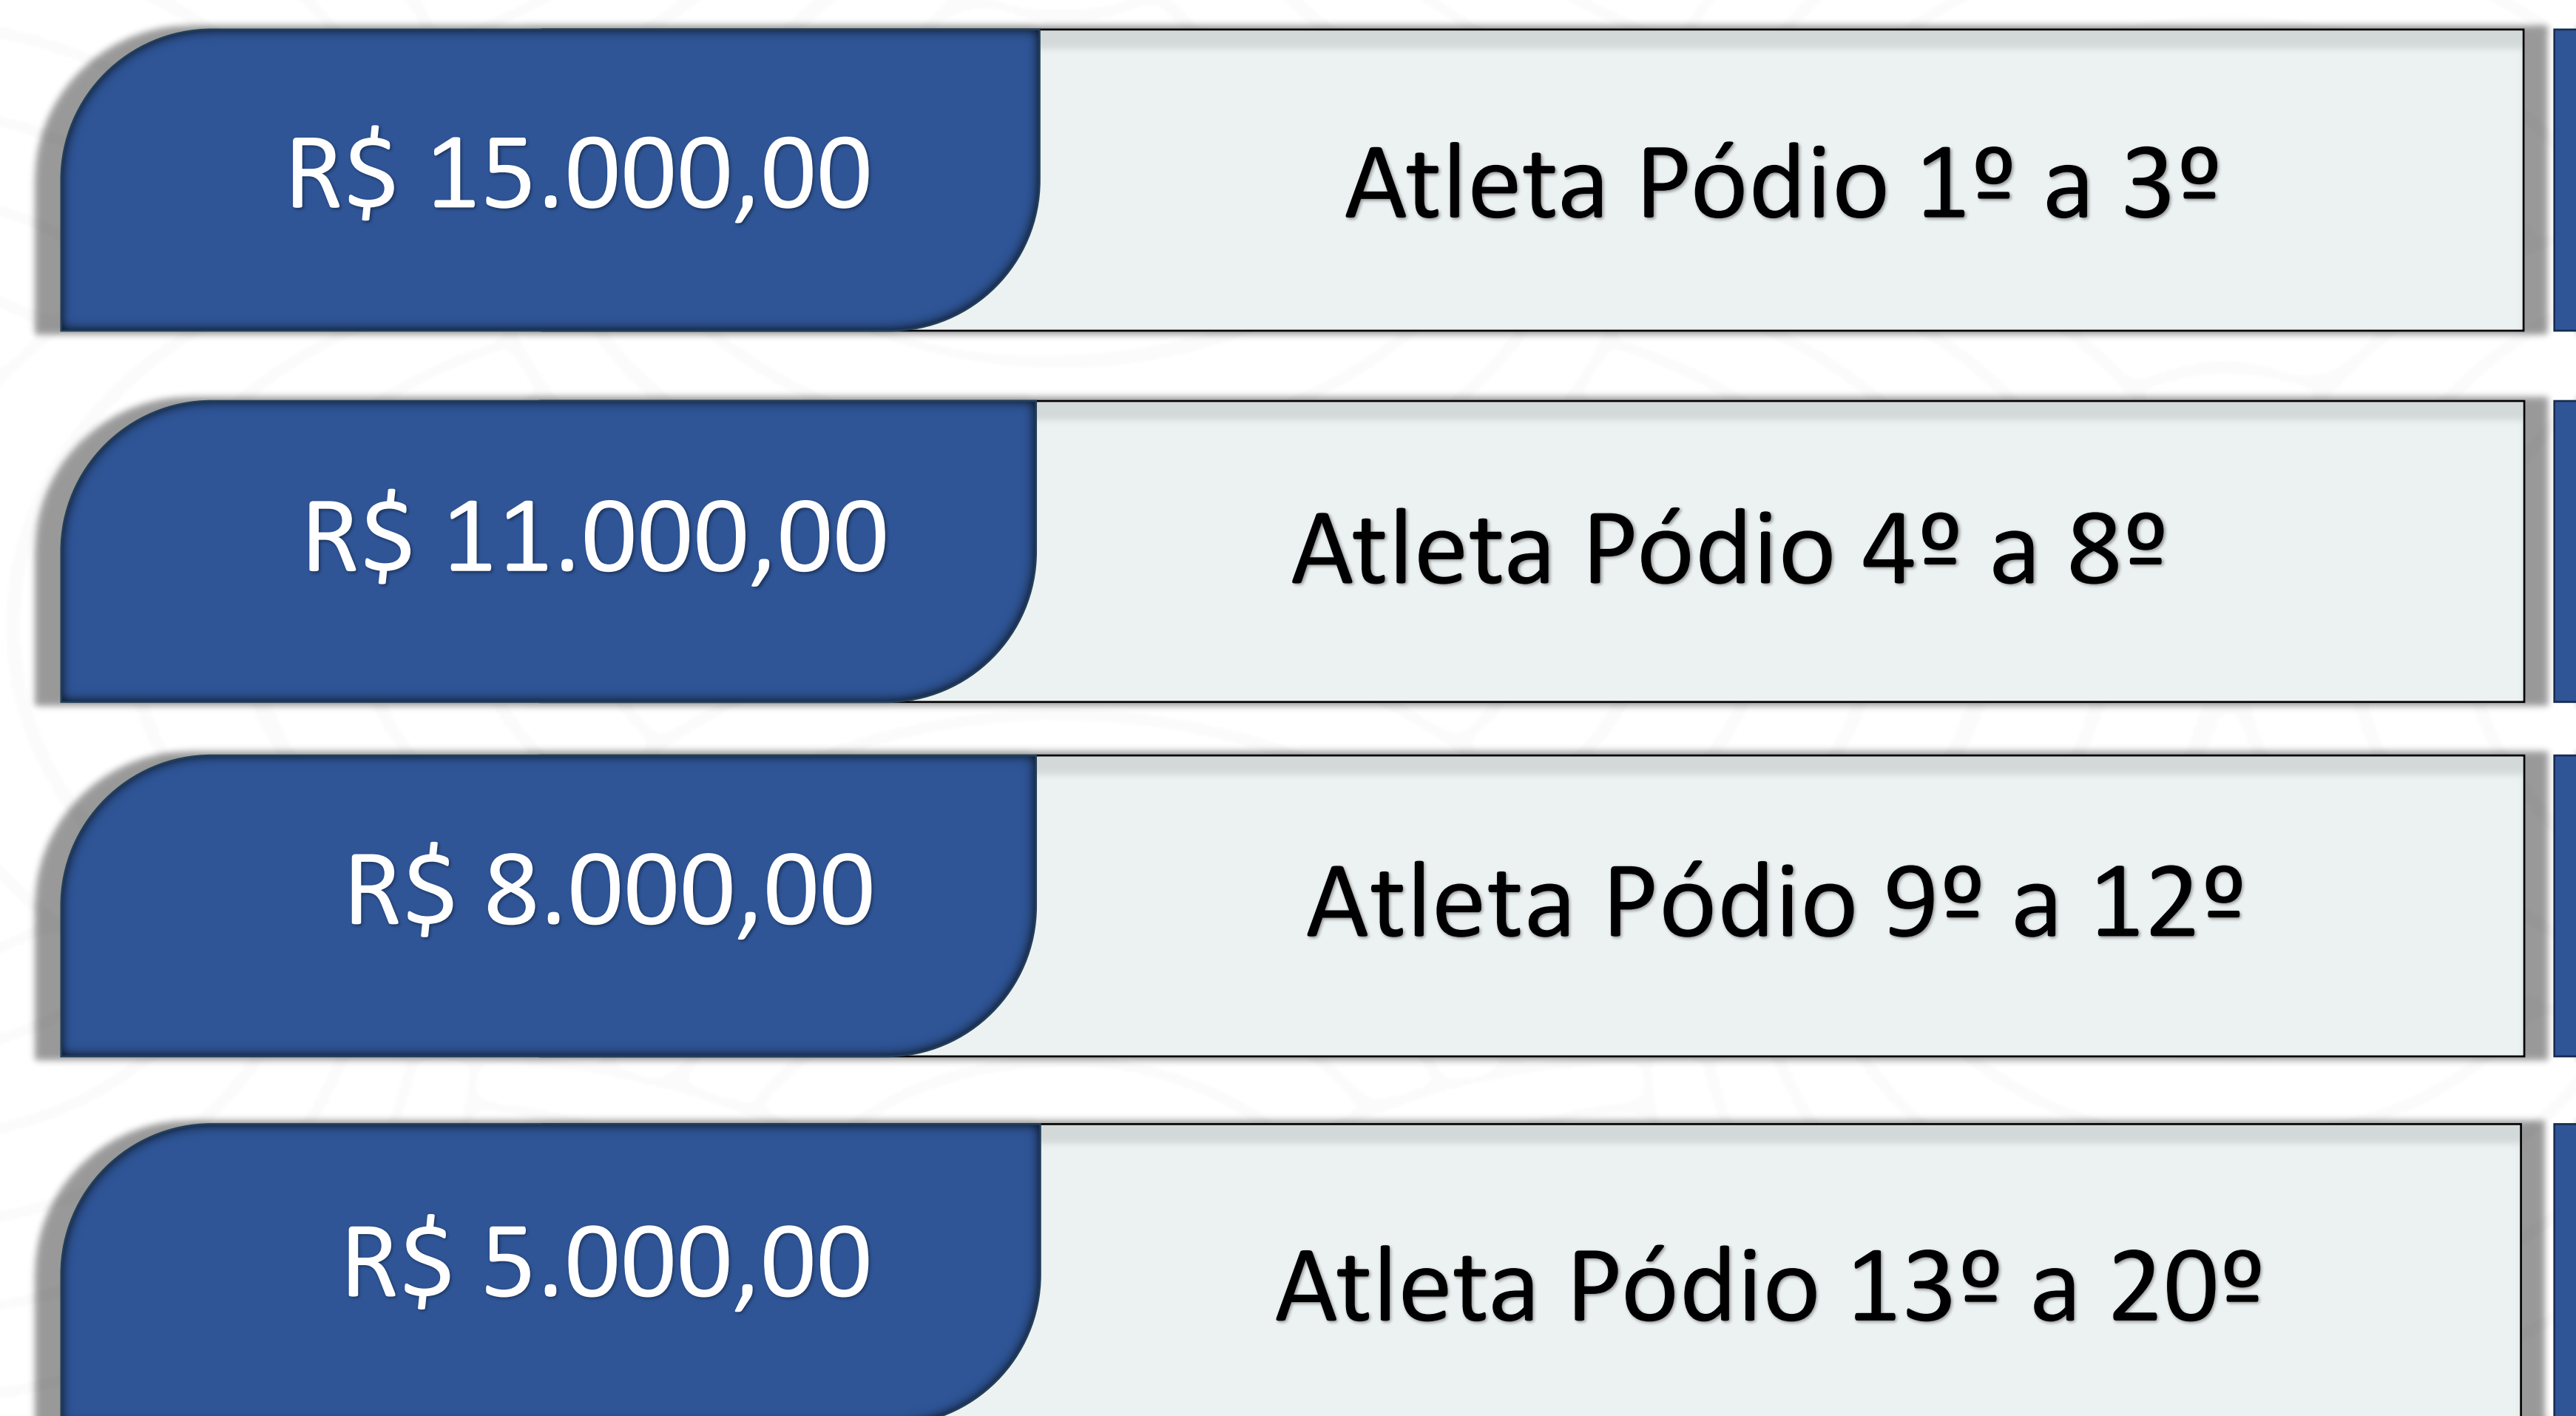 R$ 15.000,00 Atleta Pódio 1º a 3º
R$ 11.000,00 Atleta Pódio 4º a 8º
R$ 8.000,00 Atleta Pódio 9º a 12º
R$ 5.000,00 Atleta Pódio 13º a 20º